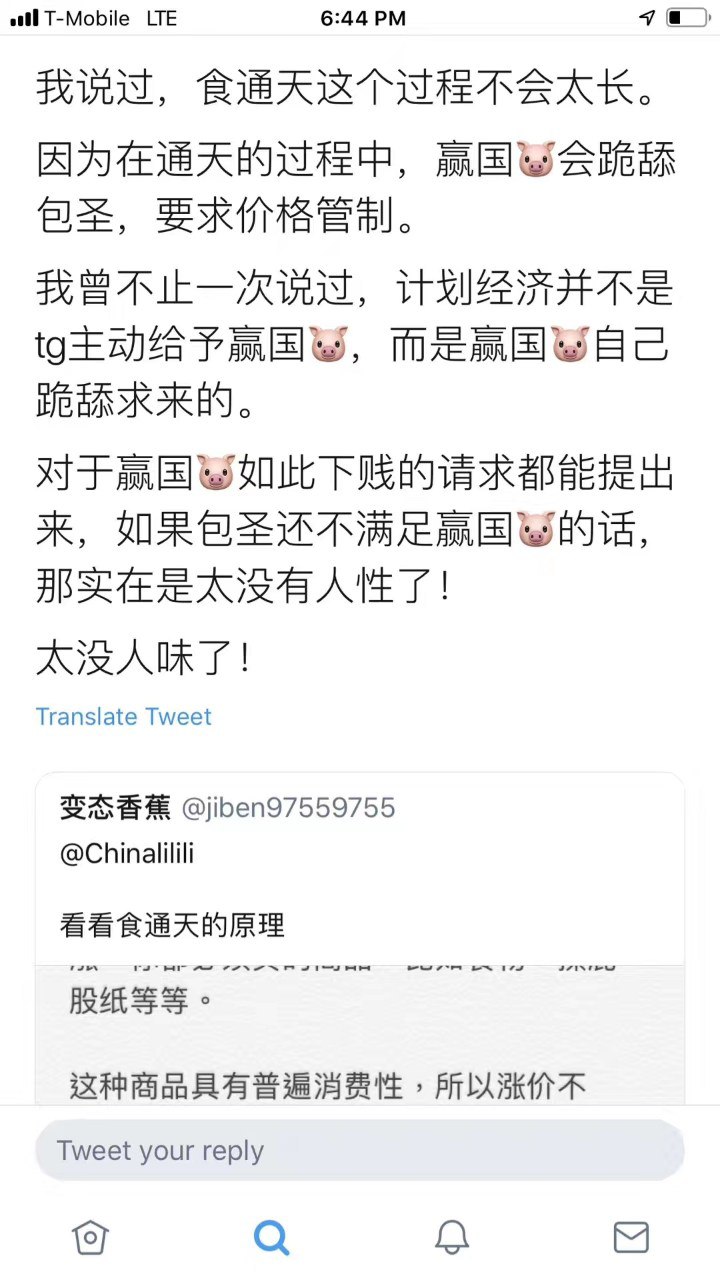 T-Mobile LTE 6:44 PM
我说过，食通天这个过程不会太长。
因为在通天的过程中，赢国🐷会跪舔
包圣，要求价格管制。
我曾不止一次说过，计划经济并不是
tg主动给予赢国🐷，而是赢国🐷自己
跪舔求来的。
对于赢国🐷如此下贱的请求都能提出
来，如果包圣还不满足赢国🐷的话，
那实在是太没有人性了！
太没人味了！
Translate Tweet
变态香蕉 @jiben97559755
@Chinalilili
看看食通天的原理
股纸等等。
这种商品具有普遍消费性，所以涨价不
Tweet your reply